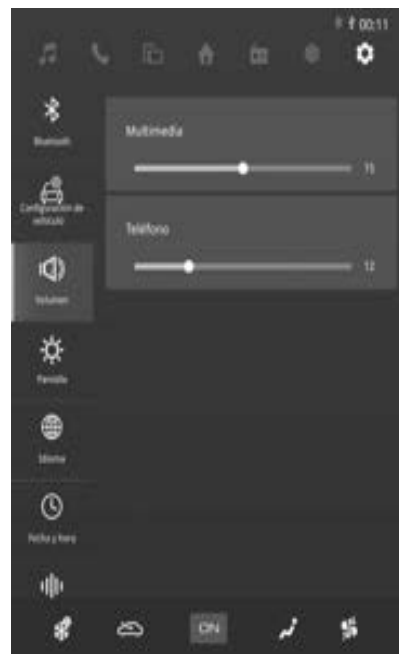 00:11
Bluetooth
Multimedia
15
Configuración de
vehículo
Teléfono
12
Volumen
Pantalla
Idioma
Fecha y hora
ON